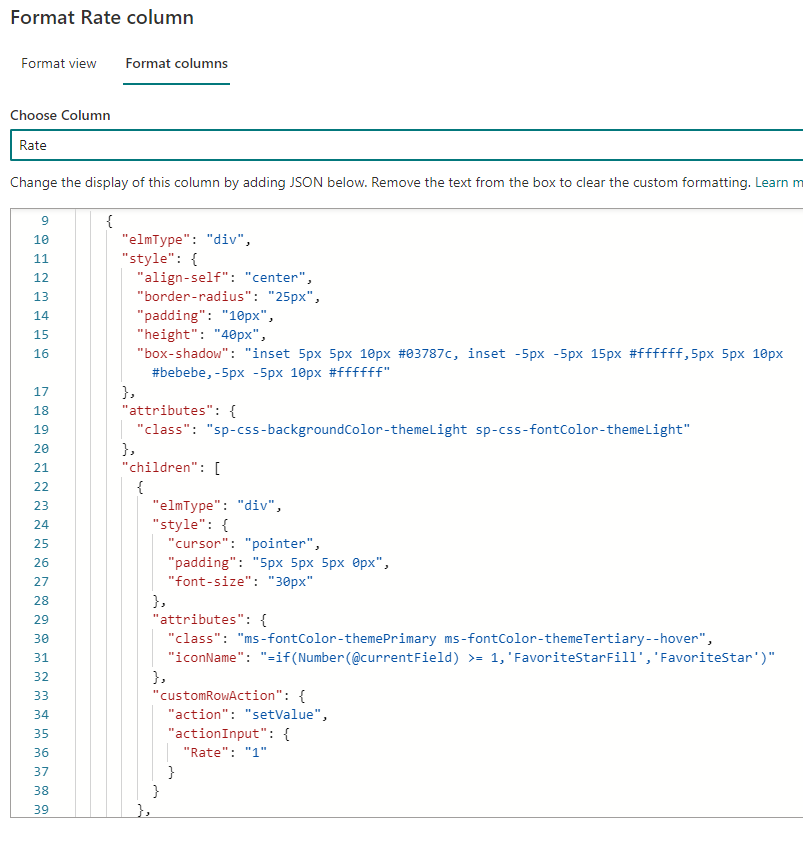 Format Rate column
Format view Format columns
Choose Column
Rate
Change the display of this column by adding JSON below. Remove the text from the box to clear the custom formatting. Learn m
9 {
10 "elmType": "div",
11 "style": {
12 "align-self": "center",
13 "border-radius": "25px",
14 "padding": "10px",
15 "height": "40px",
16 "box-shadow": "inset 5px 5px 10px #03787c, inset -5px -5px 15px #ffffff,5px 5px 10px
#bebebe,-5px -5px 10px #ffffff"
17 },
18 "attributes": {
19 "class": "sp-css-backgroundColor-themeLight sp-css-fontColor-themeLight"
20 },
21 "children": [
22 {
23 "elmType": "div",
24 "style": {
25 "cursor": "pointer",
26 "padding": "5px 5px 5px 0px",
27 "font-size": "30px"
28 },
29 "attributes": {
30 "class": "ms-fontColor-themePrimary ms-fontColor-themeTertiary--hover",
31 "iconName": "=if(Number(@currentField) >= 1,'FavoriteStarFill','FavoriteStar')"
32 },
33 "customRowAction": {
34 "action": "setValue",
35 "actionInput": {
36 "Rate": "1"
37 }
38 }
39 },